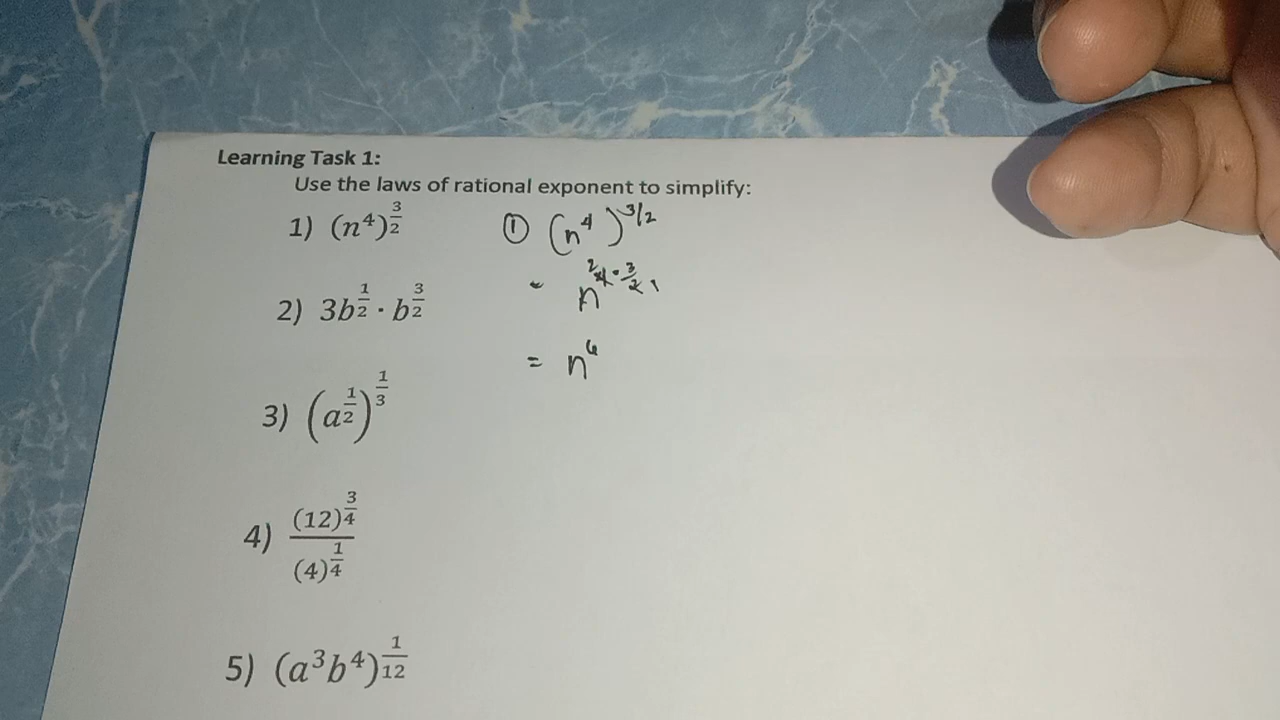 Learning Task 1:
Use the laws of rational exponent to simplify:
1) (n⁴)^(3/2)
① (n⁴)^(3/2)
= n^(²4·3/2 1)
2) 3b^(1/2) · b^(3/2)
= n⁶
3) (a^(1/2))^(1/3)
4) (12)^(3/4) / (4)^(1/4)
5) (a³b⁴)^(1/12)